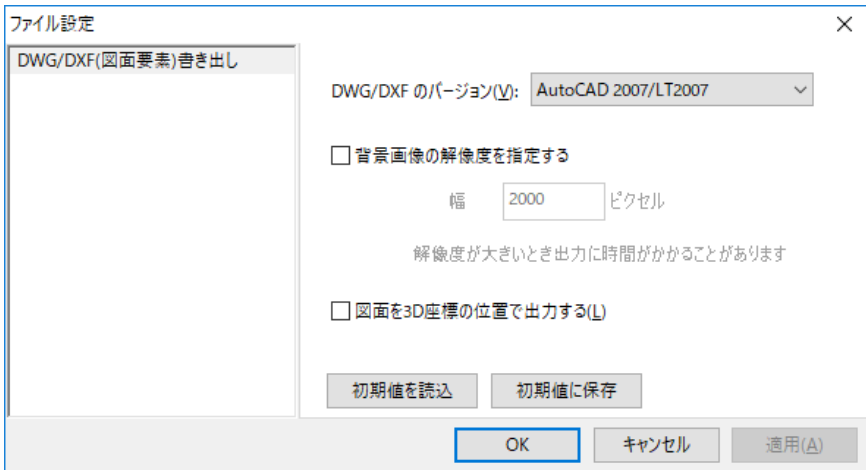 ファイル設定
DWG/DXF(図面要素)書き出し
DWG/DXF のバージョン(V): AutoCAD 2007/LT2007
背景画像の解像度を指定する
幅 2000 ピクセル
解像度が大きいとき出力に時間がかかることがあります
図面を3D座標の位置で出力する(L)
初期値を読込 初期値に保存
OK キャンセル 適用(A)